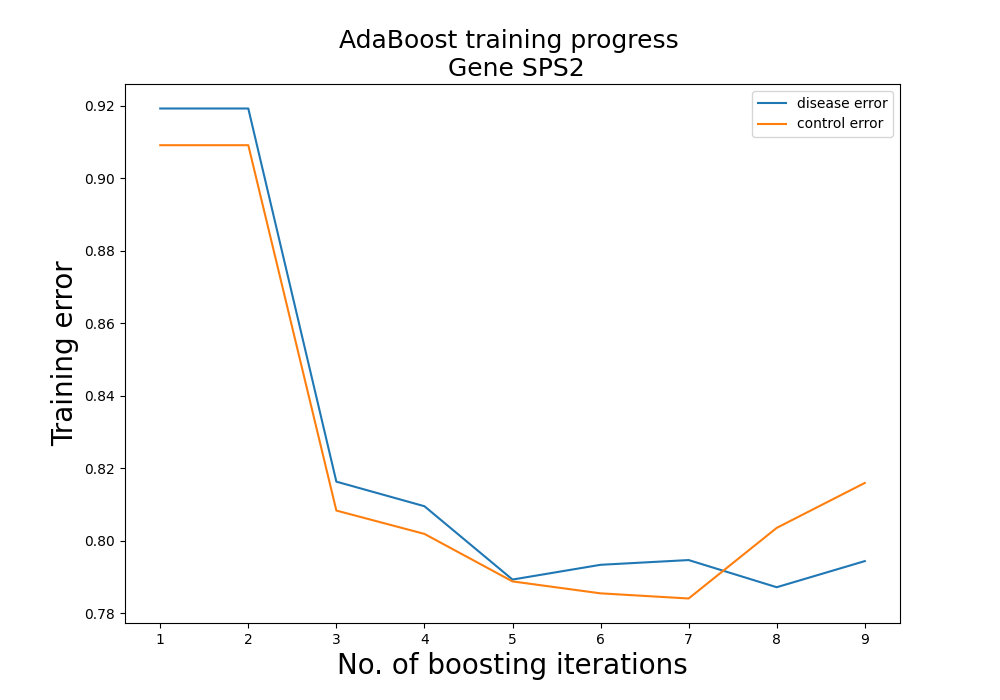 AdaBoost training progress
Gene SPS2
disease error
control error
Training error
0.92
0.90
0.88
0.86
0.84
0.82
0.80
0.78
1 2 3 4 5 6 7 8 9
No. of boosting iterations